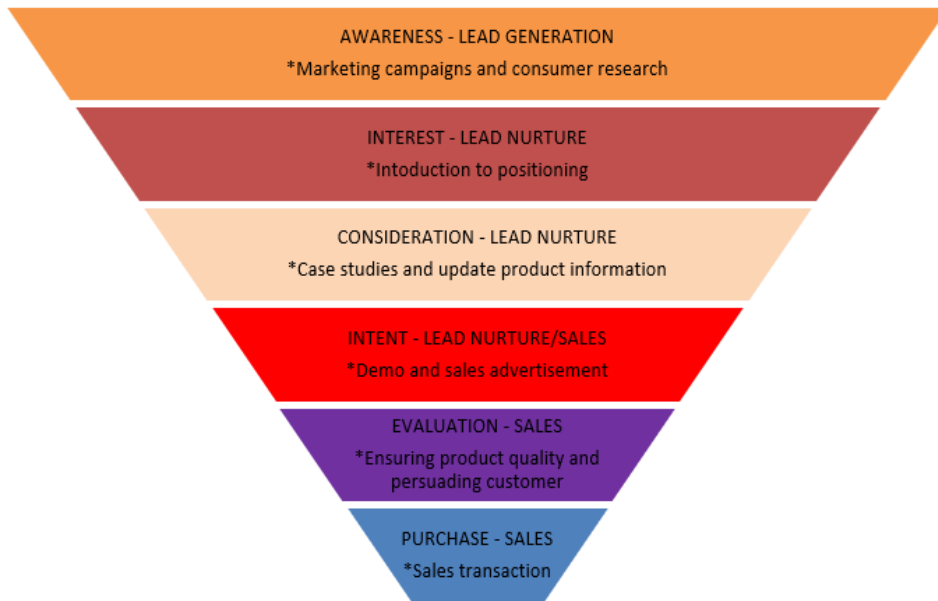 AWARENESS - LEAD GENERATION
*Marketing campaigns and consumer research
INTEREST - LEAD NURTURE
*Intoduction to positioning
CONSIDERATION - LEAD NURTURE
*Case studies and update product information
INTENT - LEAD NURTURE/SALES
*Demo and sales advertisement
EVALUATION - SALES
*Ensuring product quality and
persuading customer
PURCHASE - SALES
*Sales transaction